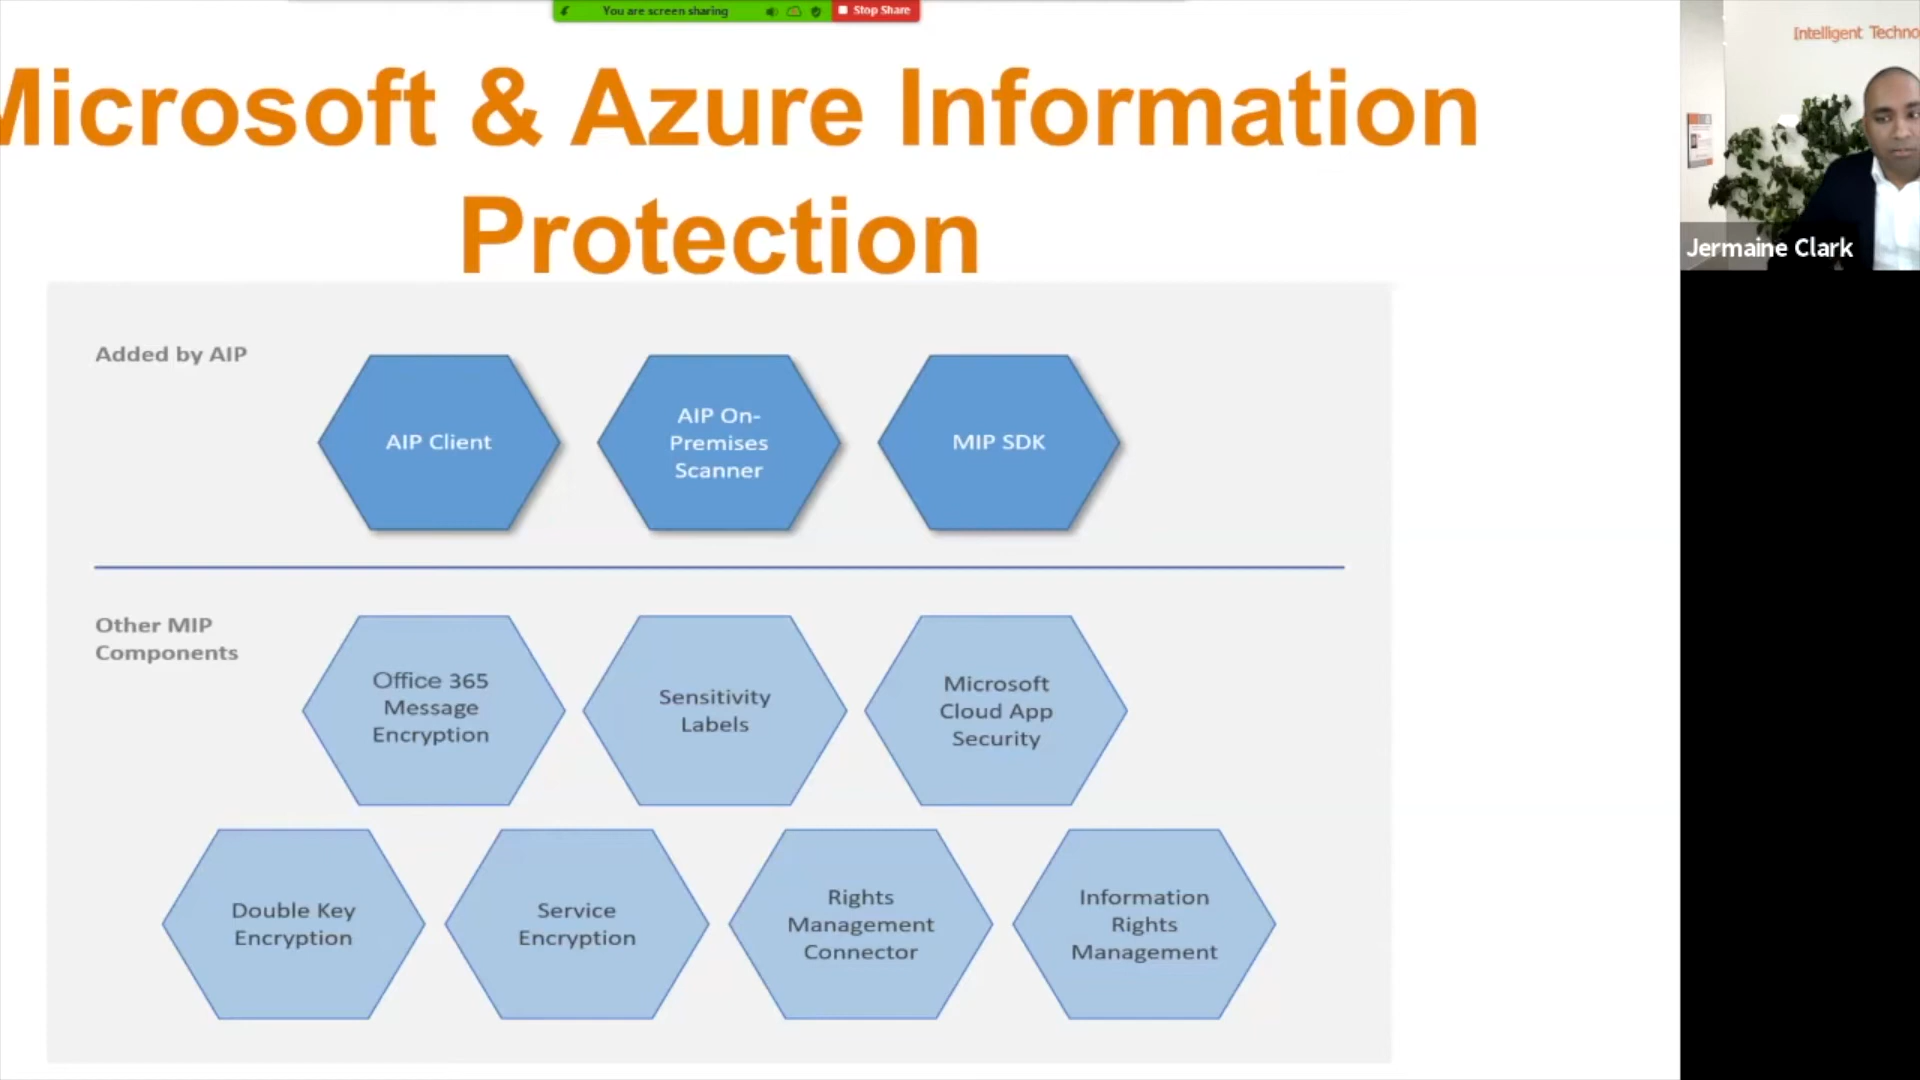 You are screen sharing
Stop Share
Intelligent Techno
Microsoft & Azure Information
Protection
Jermaine Clark
Added by AIP
AIP Client
AIP On-
Premises
Scanner
MIP SDK
Other MIP
Components
Office 365
Message
Encryption
Sensitivity
Labels
Microsoft
Cloud App
Security
Double Key
Encryption
Service
Encryption
Rights
Management
Connector
Information
Rights
Management